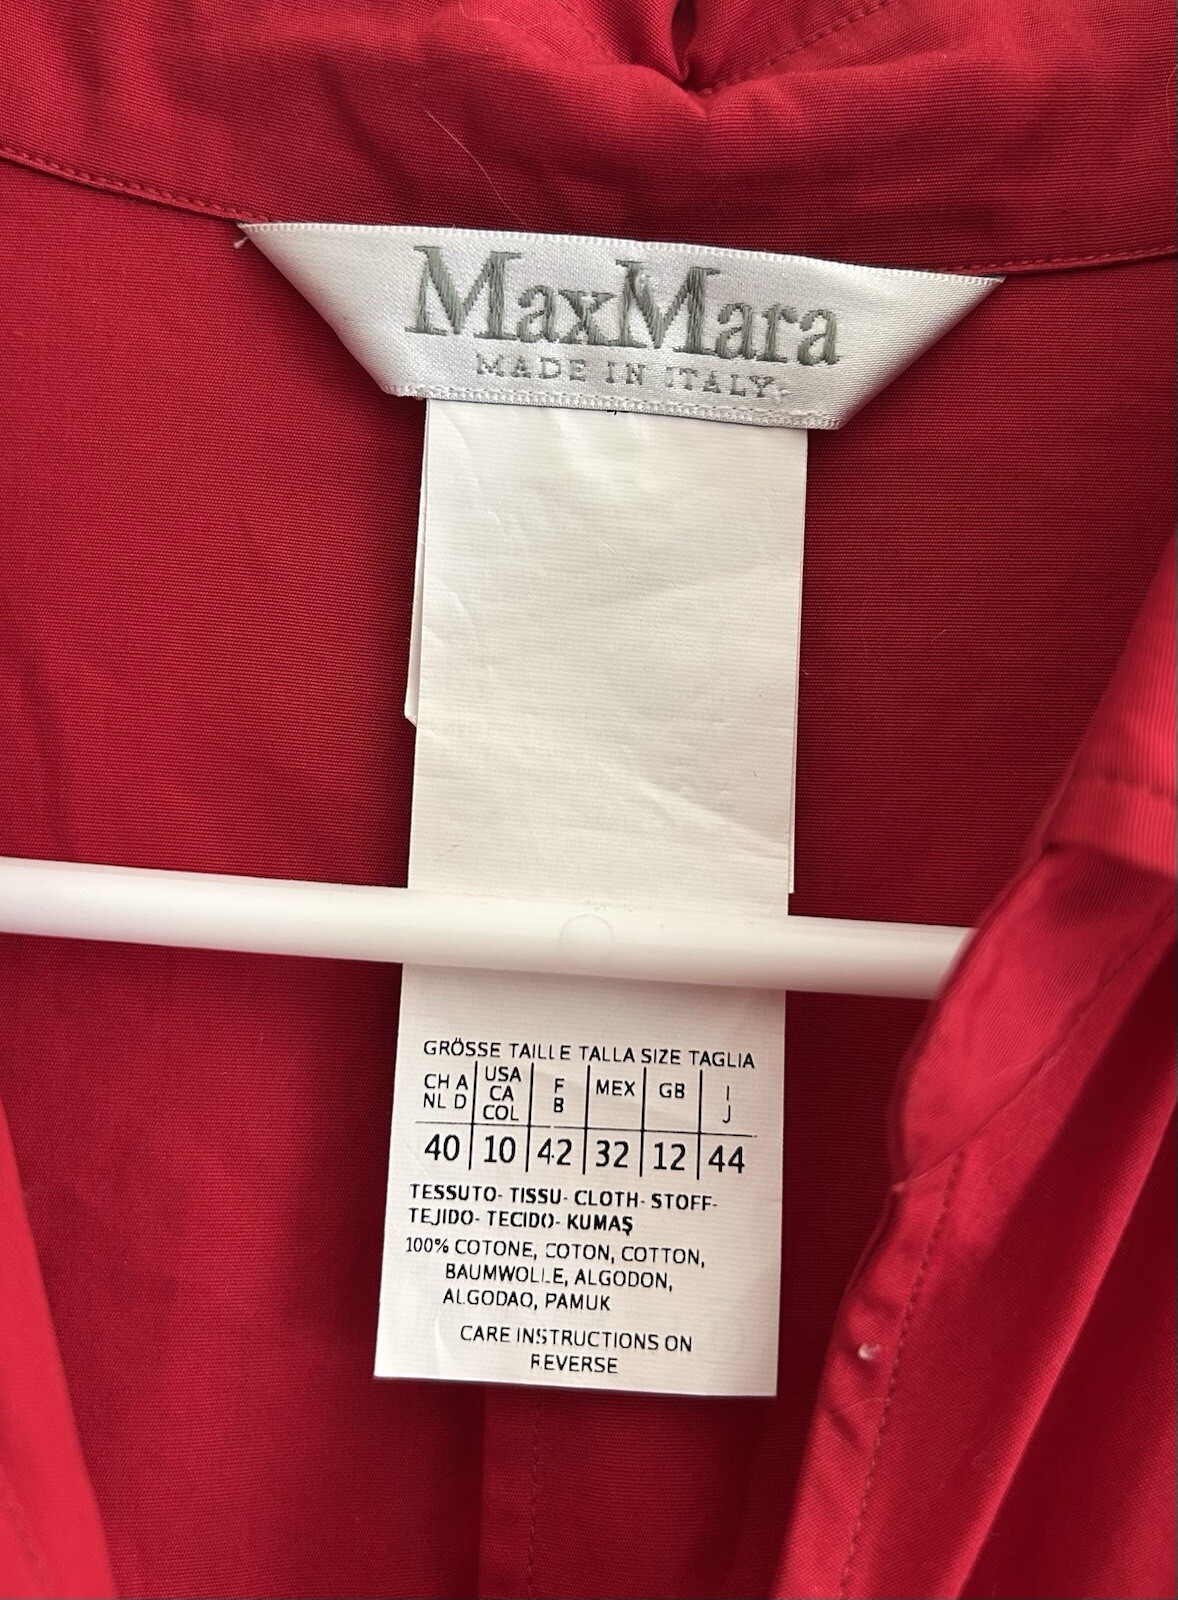 MaxMara
MADE IN ITALY
GRÖSSE TAILLE TALLA SIZE TAGLIA
CH A NL D | USA CA COL | F B | MEX | GB | I J
40 | 10 | 42 | 32 | 12 | 44
TESSUTO- TISSU- CLOTH- STOFF-
TEJIDO- TECIDO- KUMAŞ
100% COTONE, COTON, COTTON,
BAUMWOLLE, ALGODON,
ALGODAO, PAMUK
CARE INSTRUCTIONS ON
REVERSE